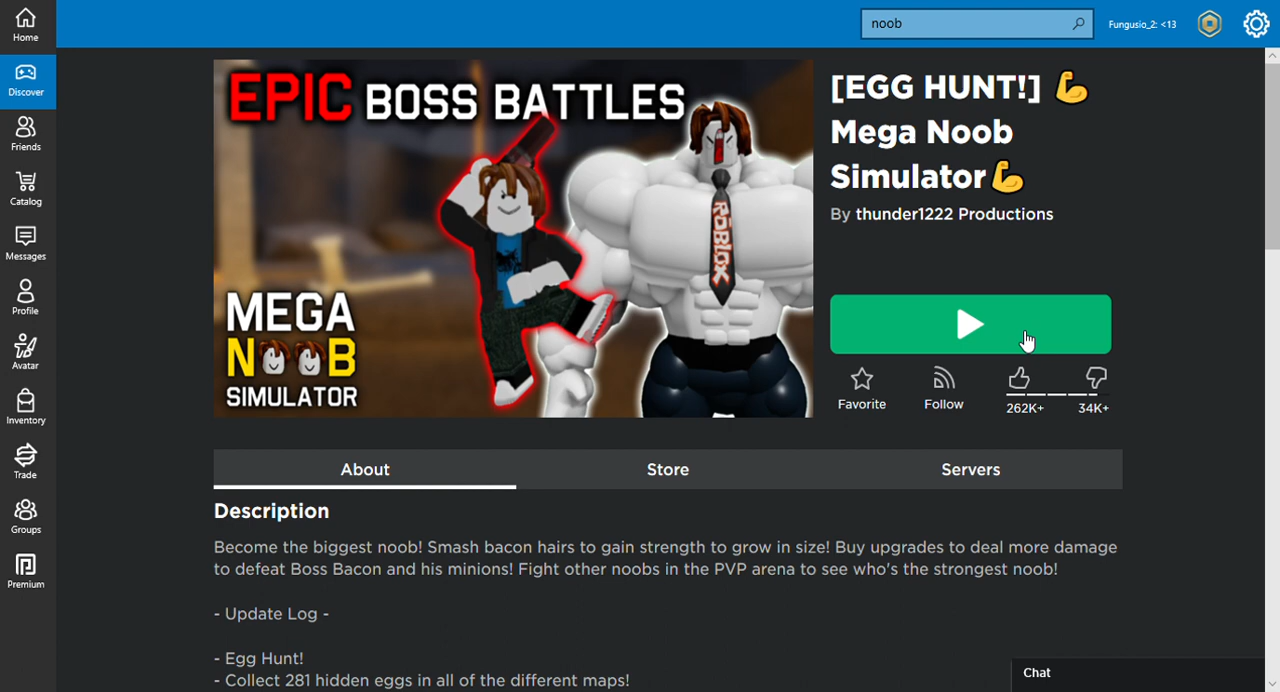 noob
Fungusio_2: <13
Home
Discover
Friends
Catalog
Messages
Profile
Avatar
Inventory
Trade
Groups
Premium
EPIC BOSS BATTLES
ROBLOX
MEGA
NOOB
SIMULATOR
[EGG HUNT!] 💪
Mega Noob
Simulator💪
By thunder1222 Productions
Favorite
Follow
262K+
34K+
About
Store
Servers
Description
Become the biggest noob! Smash bacon hairs to gain strength to grow in size! Buy upgrades to deal more damage
to defeat Boss Bacon and his minions! Fight other noobs in the PVP arena to see who's the strongest noob!
- Update Log -
- Egg Hunt!
- Collect 281 hidden eggs in all of the different maps!
Chat